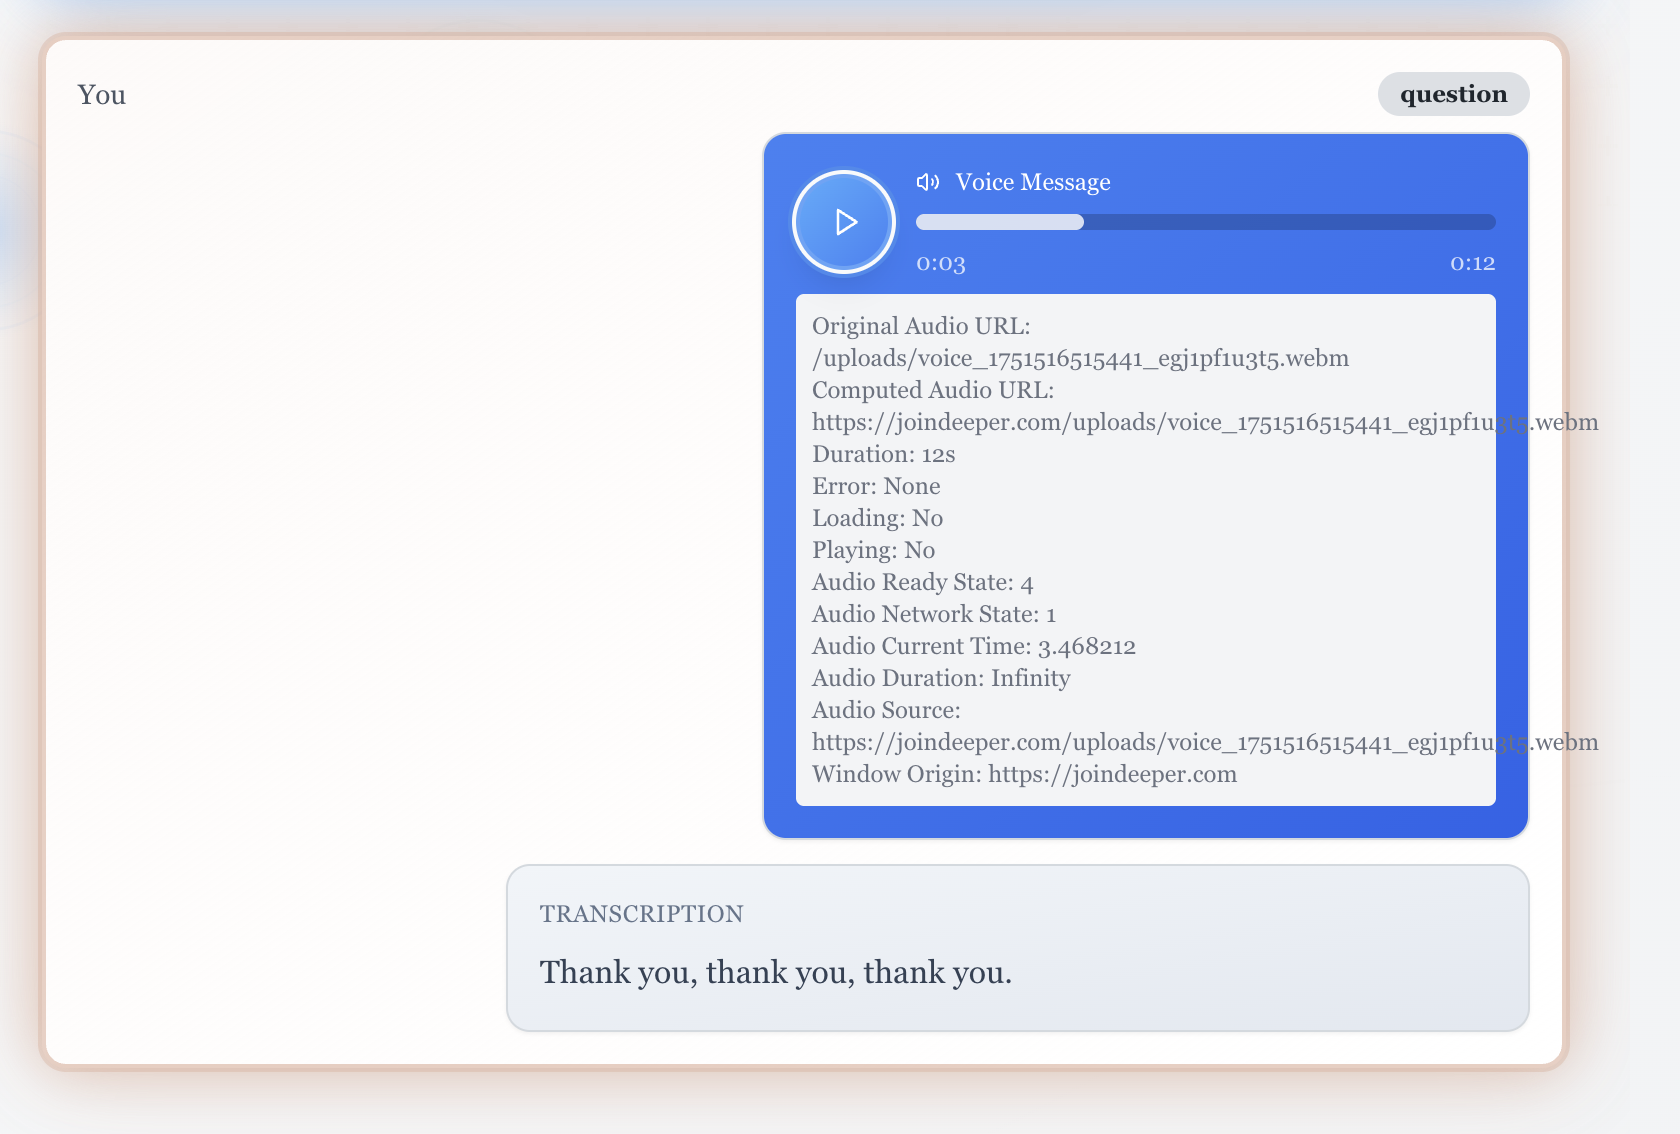 You
question
Voice Message
0:03
0:12
Original Audio URL:
/uploads/voice_1751516515441_egj1pf1u3t5.webm
Computed Audio URL:
https://joindeeper.com/uploads/voice_1751516515441_egj1pf1u3t5.webm
Duration: 12s
Error: None
Loading: No
Playing: No
Audio Ready State: 4
Audio Network State: 1
Audio Current Time: 3.468212
Audio Duration: Infinity
Audio Source:
https://joindeeper.com/uploads/voice_1751516515441_egj1pf1u3t5.webm
Window Origin: https://joindeeper.com
TRANSCRIPTION
Thank you, thank you, thank you.